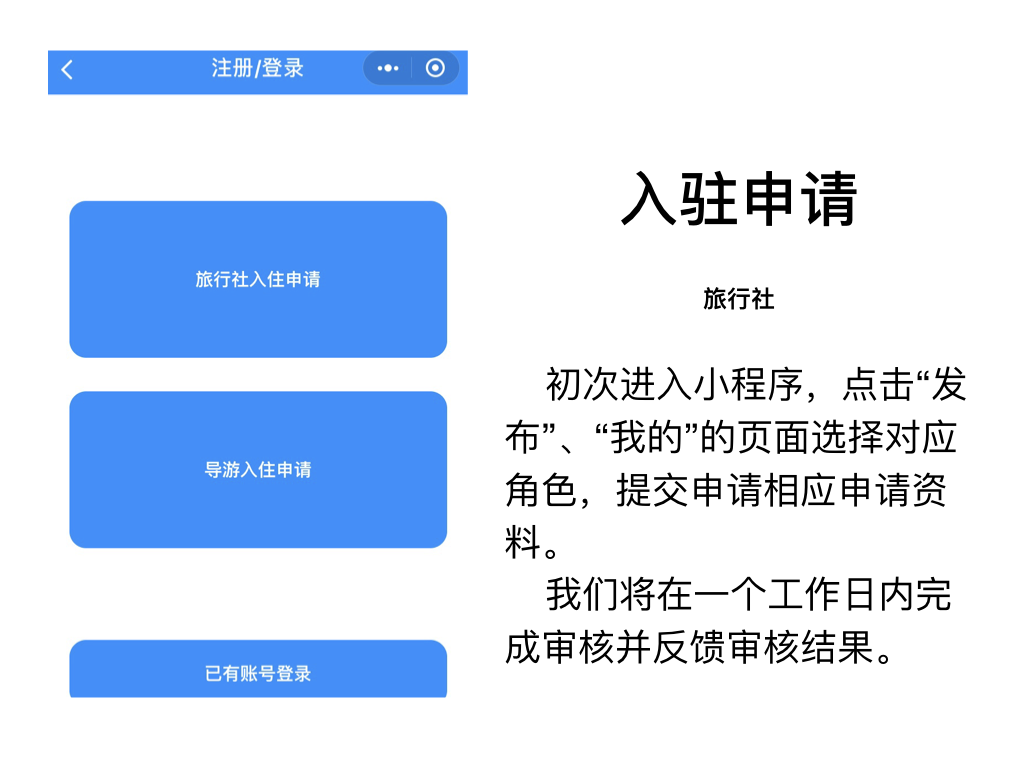 注册/登录
旅行社入住申请
导游入住申请
已有账号登录
入驻申请
旅行社
初次进入小程序，点击“发
布”、“我的”的页面选择对应
角色，提交申请相应申请资
料。
我们将在一个工作日内完
成审核并反馈审核结果。